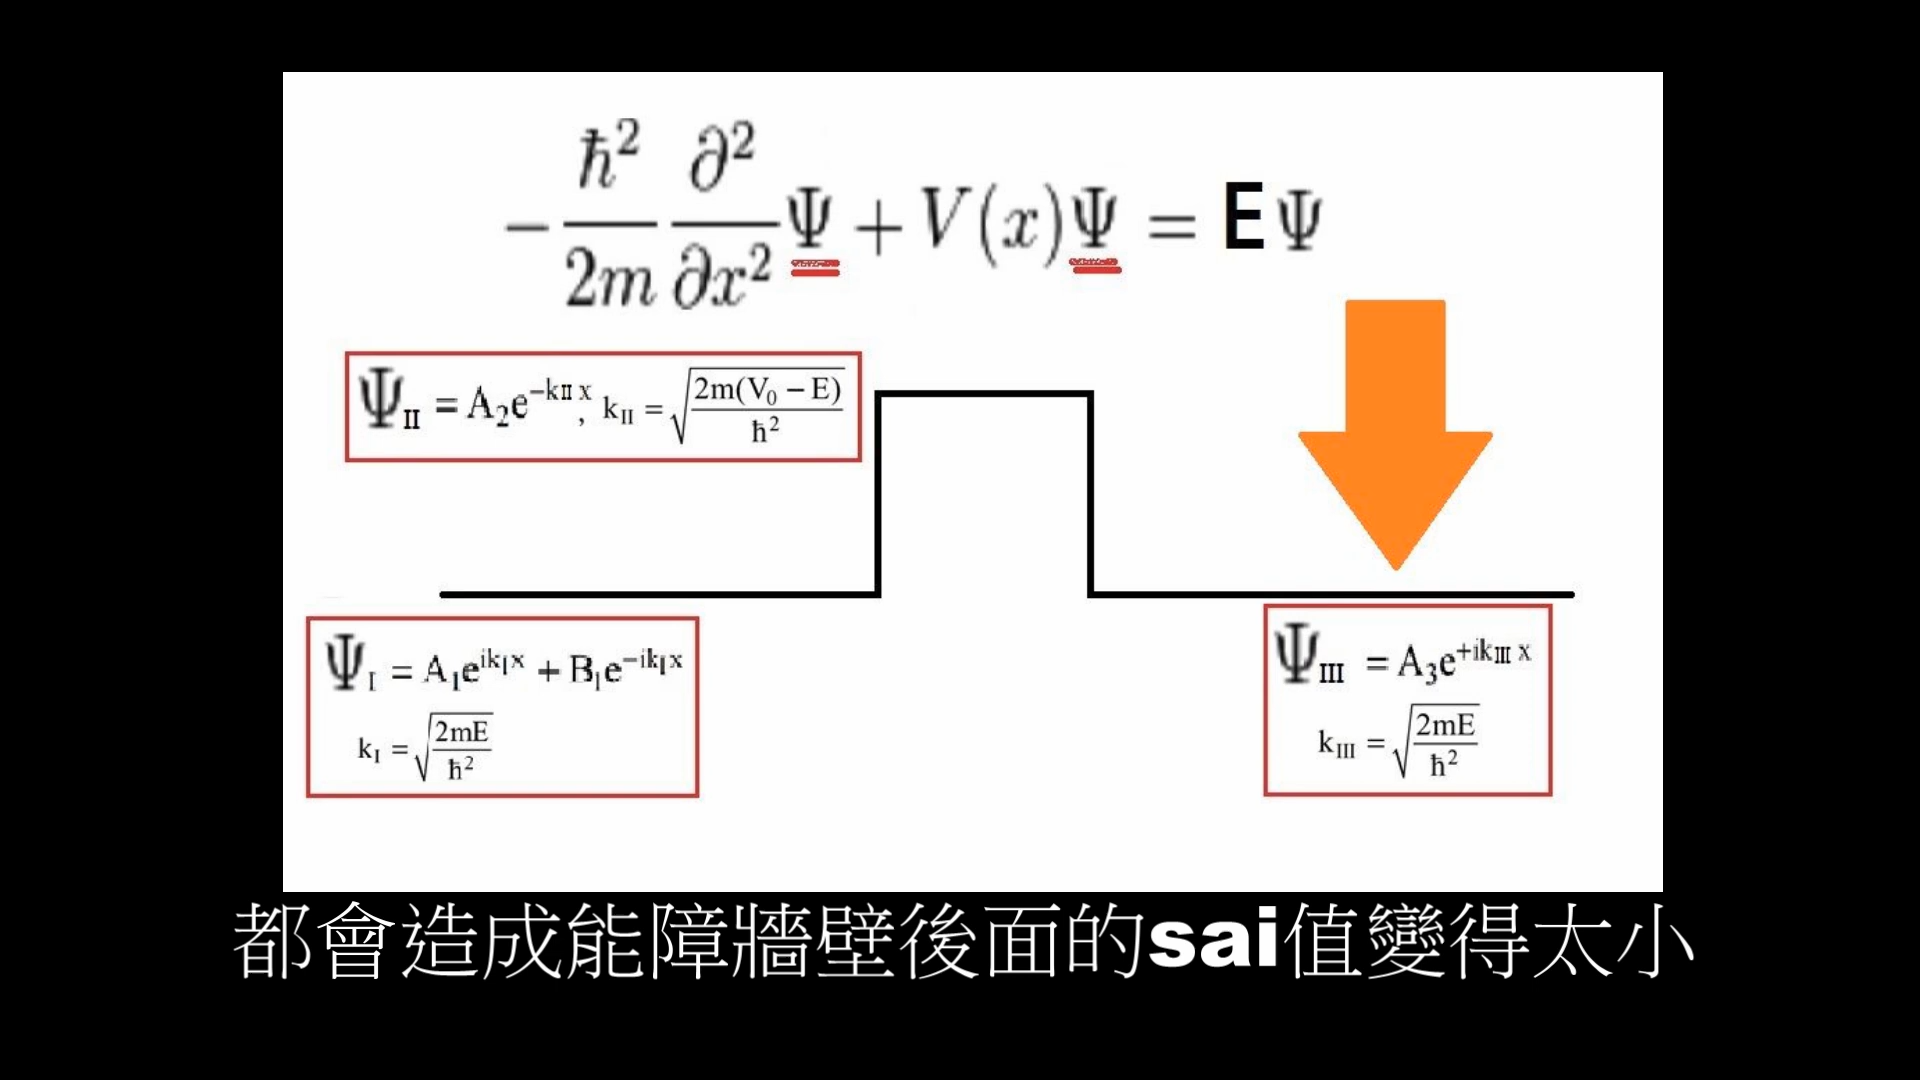 -\frac{ħ²}{2m} \frac{∂²}{∂x²}Ψ + V(x)Ψ = EΨ
Ψ_II = A₂e^{-k_II x}, k_II = √(2m(V₀ − E)/ħ²)
Ψ_I = A₁e^{ik_I x} + B₁e^{−ik_I x}
k_I = √(2mE/ħ²)
Ψ_III = A₃e^{+ik_III x}
k_III = √(2mE/ħ²)
都會造成能障牆壁後面的sai值變得太小